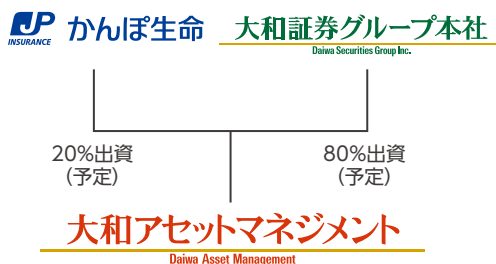 JP
INSURANCE
かんぽ生命
大和証券グループ本社
Daiwa Securities Group Inc.
20%出資
(予定)
80%出資
(予定)
大和アセットマネジメント
Daiwa Asset Management